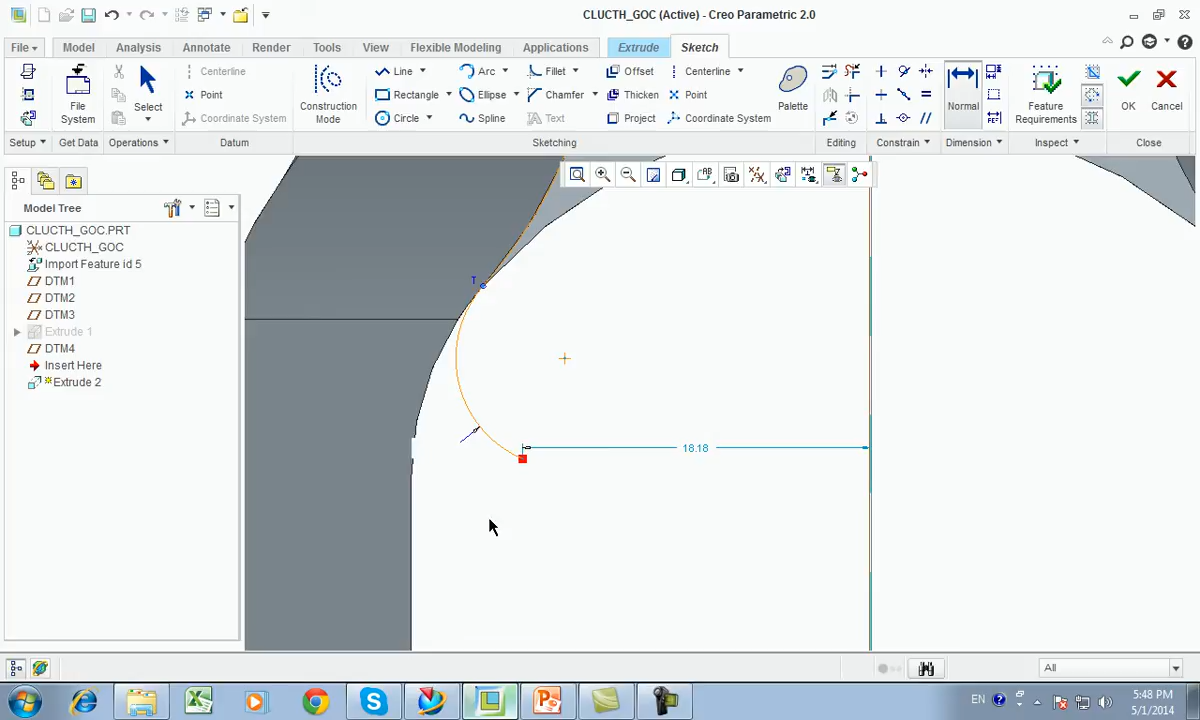 CLUCTH_GOC (Active) - Creo Parametric 2.0
File Model Analysis Annotate Render Tools View Flexible Modeling Applications Extrude Sketch
Centerline Line Arc Fillet Offset Centerline
Point Rectangle Ellipse Chamfer Thicken Point
Coordinate System Circle Spline Text Project Coordinate System
File System Select Construction Mode Palette Normal Feature Requirements OK Cancel
Setup Get Data Operations Datum Sketching Editing Constrain Dimension Inspect Close
Model Tree
CLUCTH_GOC.PRT
CLUCTH_GOC
Import Feature id 5
DTM1
DTM2
DTM3
Extrude 1
DTM4
Insert Here
Extrude 2
T
18.18
All
EN
5:48 PM
5/1/2014